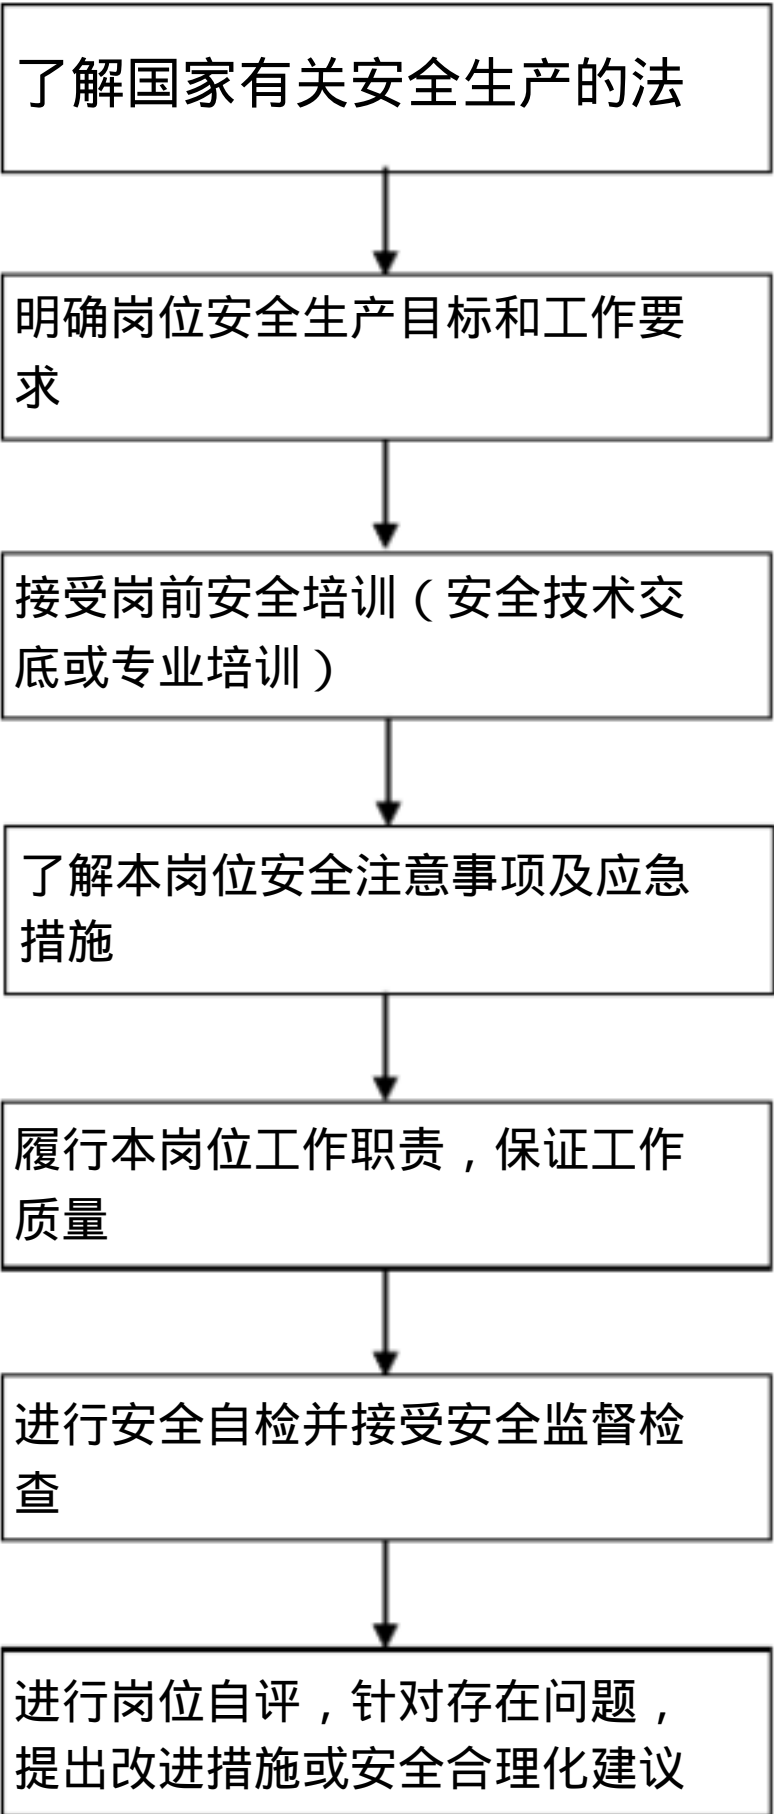 了解国家有关安全生产的法
明确岗位安全生产目标和工作要
求
接受岗前安全培训（安全技术交
底或专业培训）
了解本岗位安全注意事项及应急
措施
履行本岗位工作职责，保证工作
质量
进行安全自检并接受安全监督检
查
进行岗位自评，针对存在问题，
提出改进措施或安全合理化建议